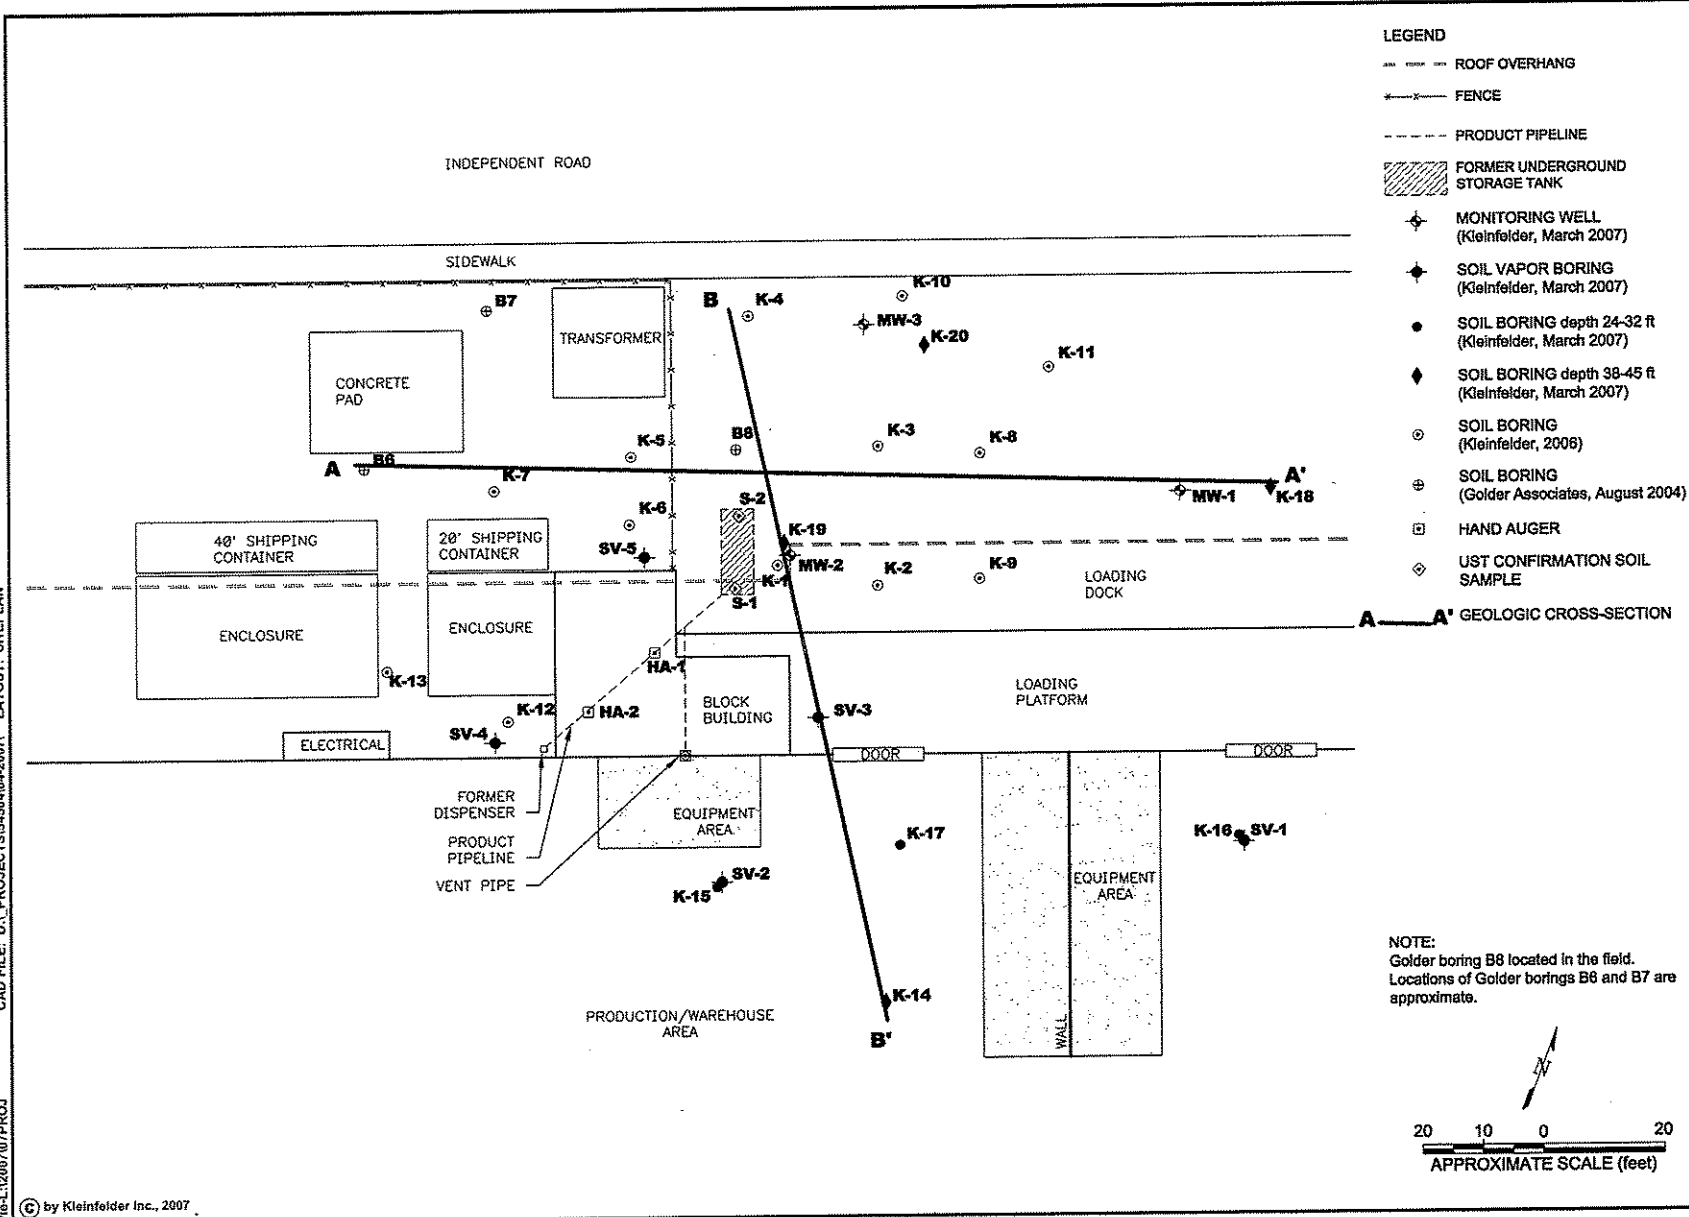 LEGEND
ROOF OVERHANG
FENCE
PRODUCT PIPELINE
FORMER UNDERGROUND
STORAGE TANK
MONITORING WELL
(Kleinfelder, March 2007)
SOIL VAPOR BORING
(Kleinfelder, March 2007)
SOIL BORING depth 24-32 ft
(Kleinfelder, March 2007)
SOIL BORING depth 38-45 ft
(Kleinfelder, March 2007)
SOIL BORING
(Kleinfelder, 2006)
SOIL BORING
(Golder Associates, August 2004)
HAND AUGER
UST CONFIRMATION SOIL
SAMPLE
A A' GEOLOGIC CROSS-SECTION
INDEPENDENT ROAD
SIDEWALK
B7
TRANSFORMER
B
K-4
K-10
MW-3
K-20
K-11
CONCRETE
PAD
A
B6
K-7
K-5
B8
K-3
K-8
A'
MW-1
K-18
K-6
S-2
K-19
40' SHIPPING
CONTAINER
20' SHIPPING
CONTAINER
SV-5
MW-2
K-1
K-2
K-9
LOADING
DOCK
S-1
ENCLOSURE
ENCLOSURE
HA-1
K-13
LOADING
PLATFORM
BLOCK
BUILDING
HA-2
K-12
SV-3
SV-4
ELECTRICAL
DOOR
DOOR
FORMER
DISPENSER
PRODUCT
PIPELINE
VENT PIPE
EQUIPMENT
AREA
K-17
K-16
SV-1
SV-2
K-15
EQUIPMENT
AREA
K-14
B'
PRODUCTION/WAREHOUSE
AREA
WALL
NOTE:
Golder boring B8 located in the field.
Locations of Golder borings B6 and B7 are
approximate.
N
20 10 0 20
APPROXIMATE SCALE (feet)
© by Kleinfelder Inc., 2007